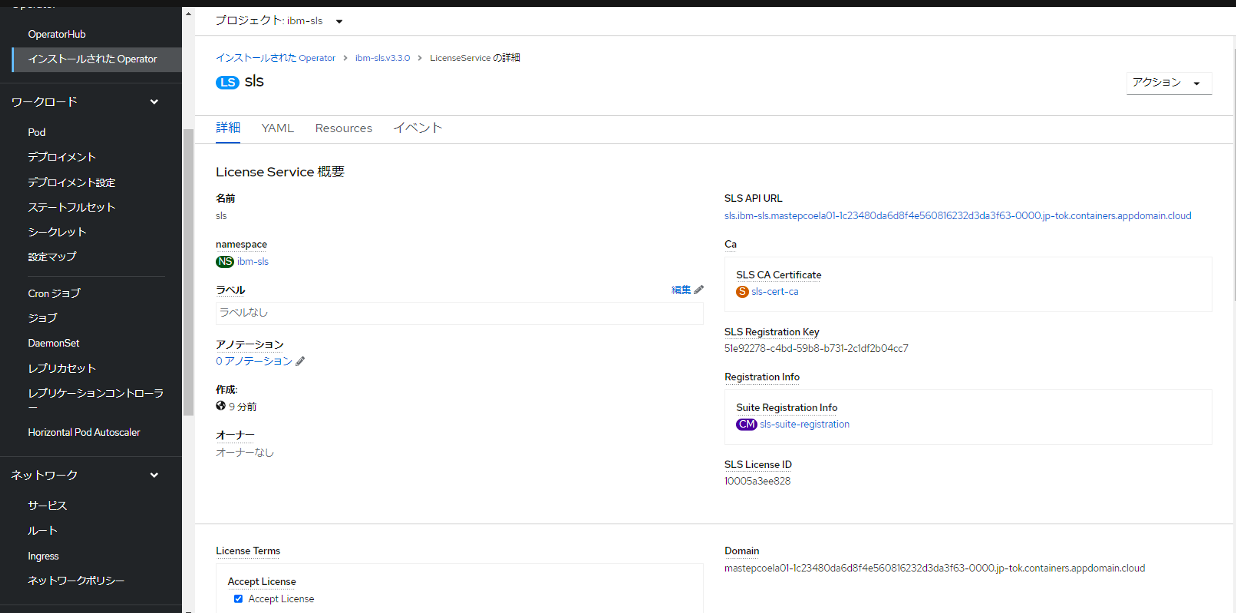 Operator
OperatorHub
インストールされた Operator
ワークロード
Pod
デプロイメント
デプロイメント設定
ステートフルセット
シークレット
設定マップ
Cron ジョブ
ジョブ
DaemonSet
レプリカセット
レプリケーションコントローラ
ー
Horizontal Pod Autoscaler
ネットワーク
サービス
ルート
Ingress
ネットワークポリシー
プロジェクト: ibm-sls
インストールされた Operator > ibm-sls.v3.3.0 > LicenseService の詳細
LS sls
アクション
詳細 YAML Resources イベント
License Service 概要
名前
sls
namespace
NS ibm-sls
ラベル 編集
ラベルなし
アノテーション
0 アノテーション
作成:
9 分前
オーナー
オーナーなし
SLS API URL
sls.ibm-sls.mastepcoela01-1c23480da6d8f4e560816232d3da3f63-0000.jp-tok.containers.appdomain.cloud
Ca
SLS CA Certificate
S sls-cert-ca
SLS Registration Key
51e92278-c4bd-59b8-b731-2c1df2b04cc7
Registration Info
Suite Registration Info
CM sls-suite-registration
SLS License ID
10005a3ee828
License Terms
Accept License
Accept License
Domain
mastepcoela01-1c23480da6d8f4e560816232d3da3f63-0000.jp-tok.containers.appdomain.cloud